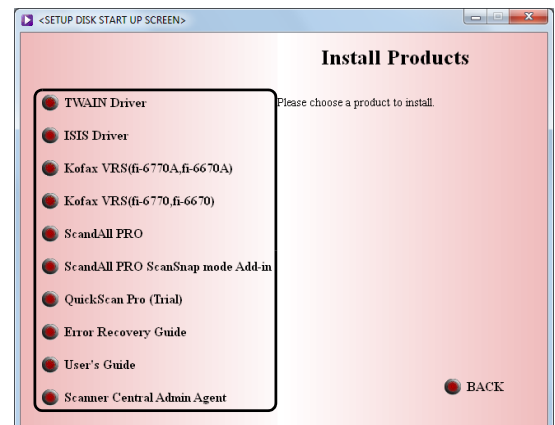 <SETUP DISK START UP SCREEN>
Install Products
Please choose a product to install.
TWAIN Driver
ISIS Driver
Kofax VRS(fi-6770A,fi-6670A)
Kofax VRS(fi-6770,fi-6670)
ScandAll PRO
ScandAll PRO ScanSnap mode Add-in
QuickScan Pro (Trial)
Error Recovery Guide
User's Guide
Scanner Central Admin Agent
BACK